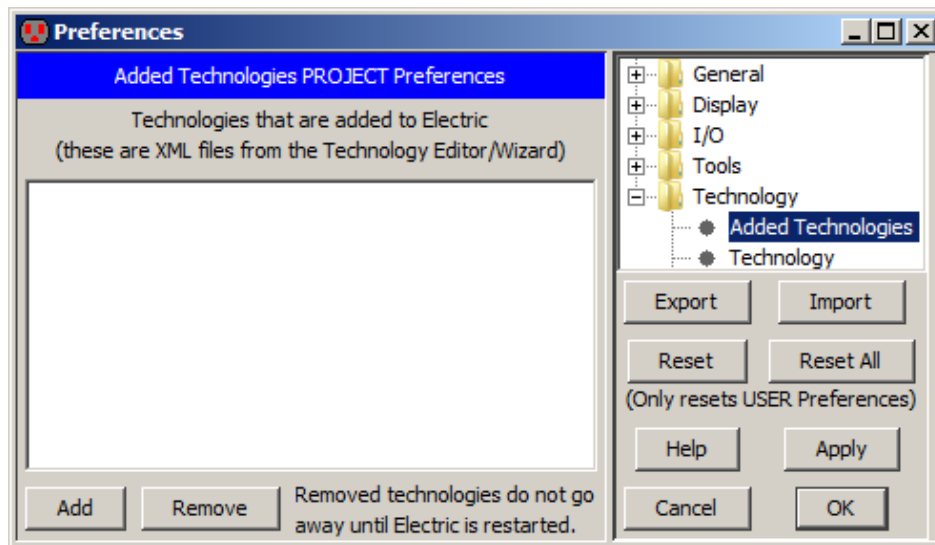 Preferences
Added Technologies PROJECT Preferences
Technologies that are added to Electric
(these are XML files from the Technology Editor/Wizard)
Add
Remove
Removed technologies do not go
away until Electric is restarted.
General
Display
I/O
Tools
Technology
Added Technologies
Technology
Export
Import
Reset
Reset All
(Only resets USER Preferences)
Help
Apply
Cancel
OK